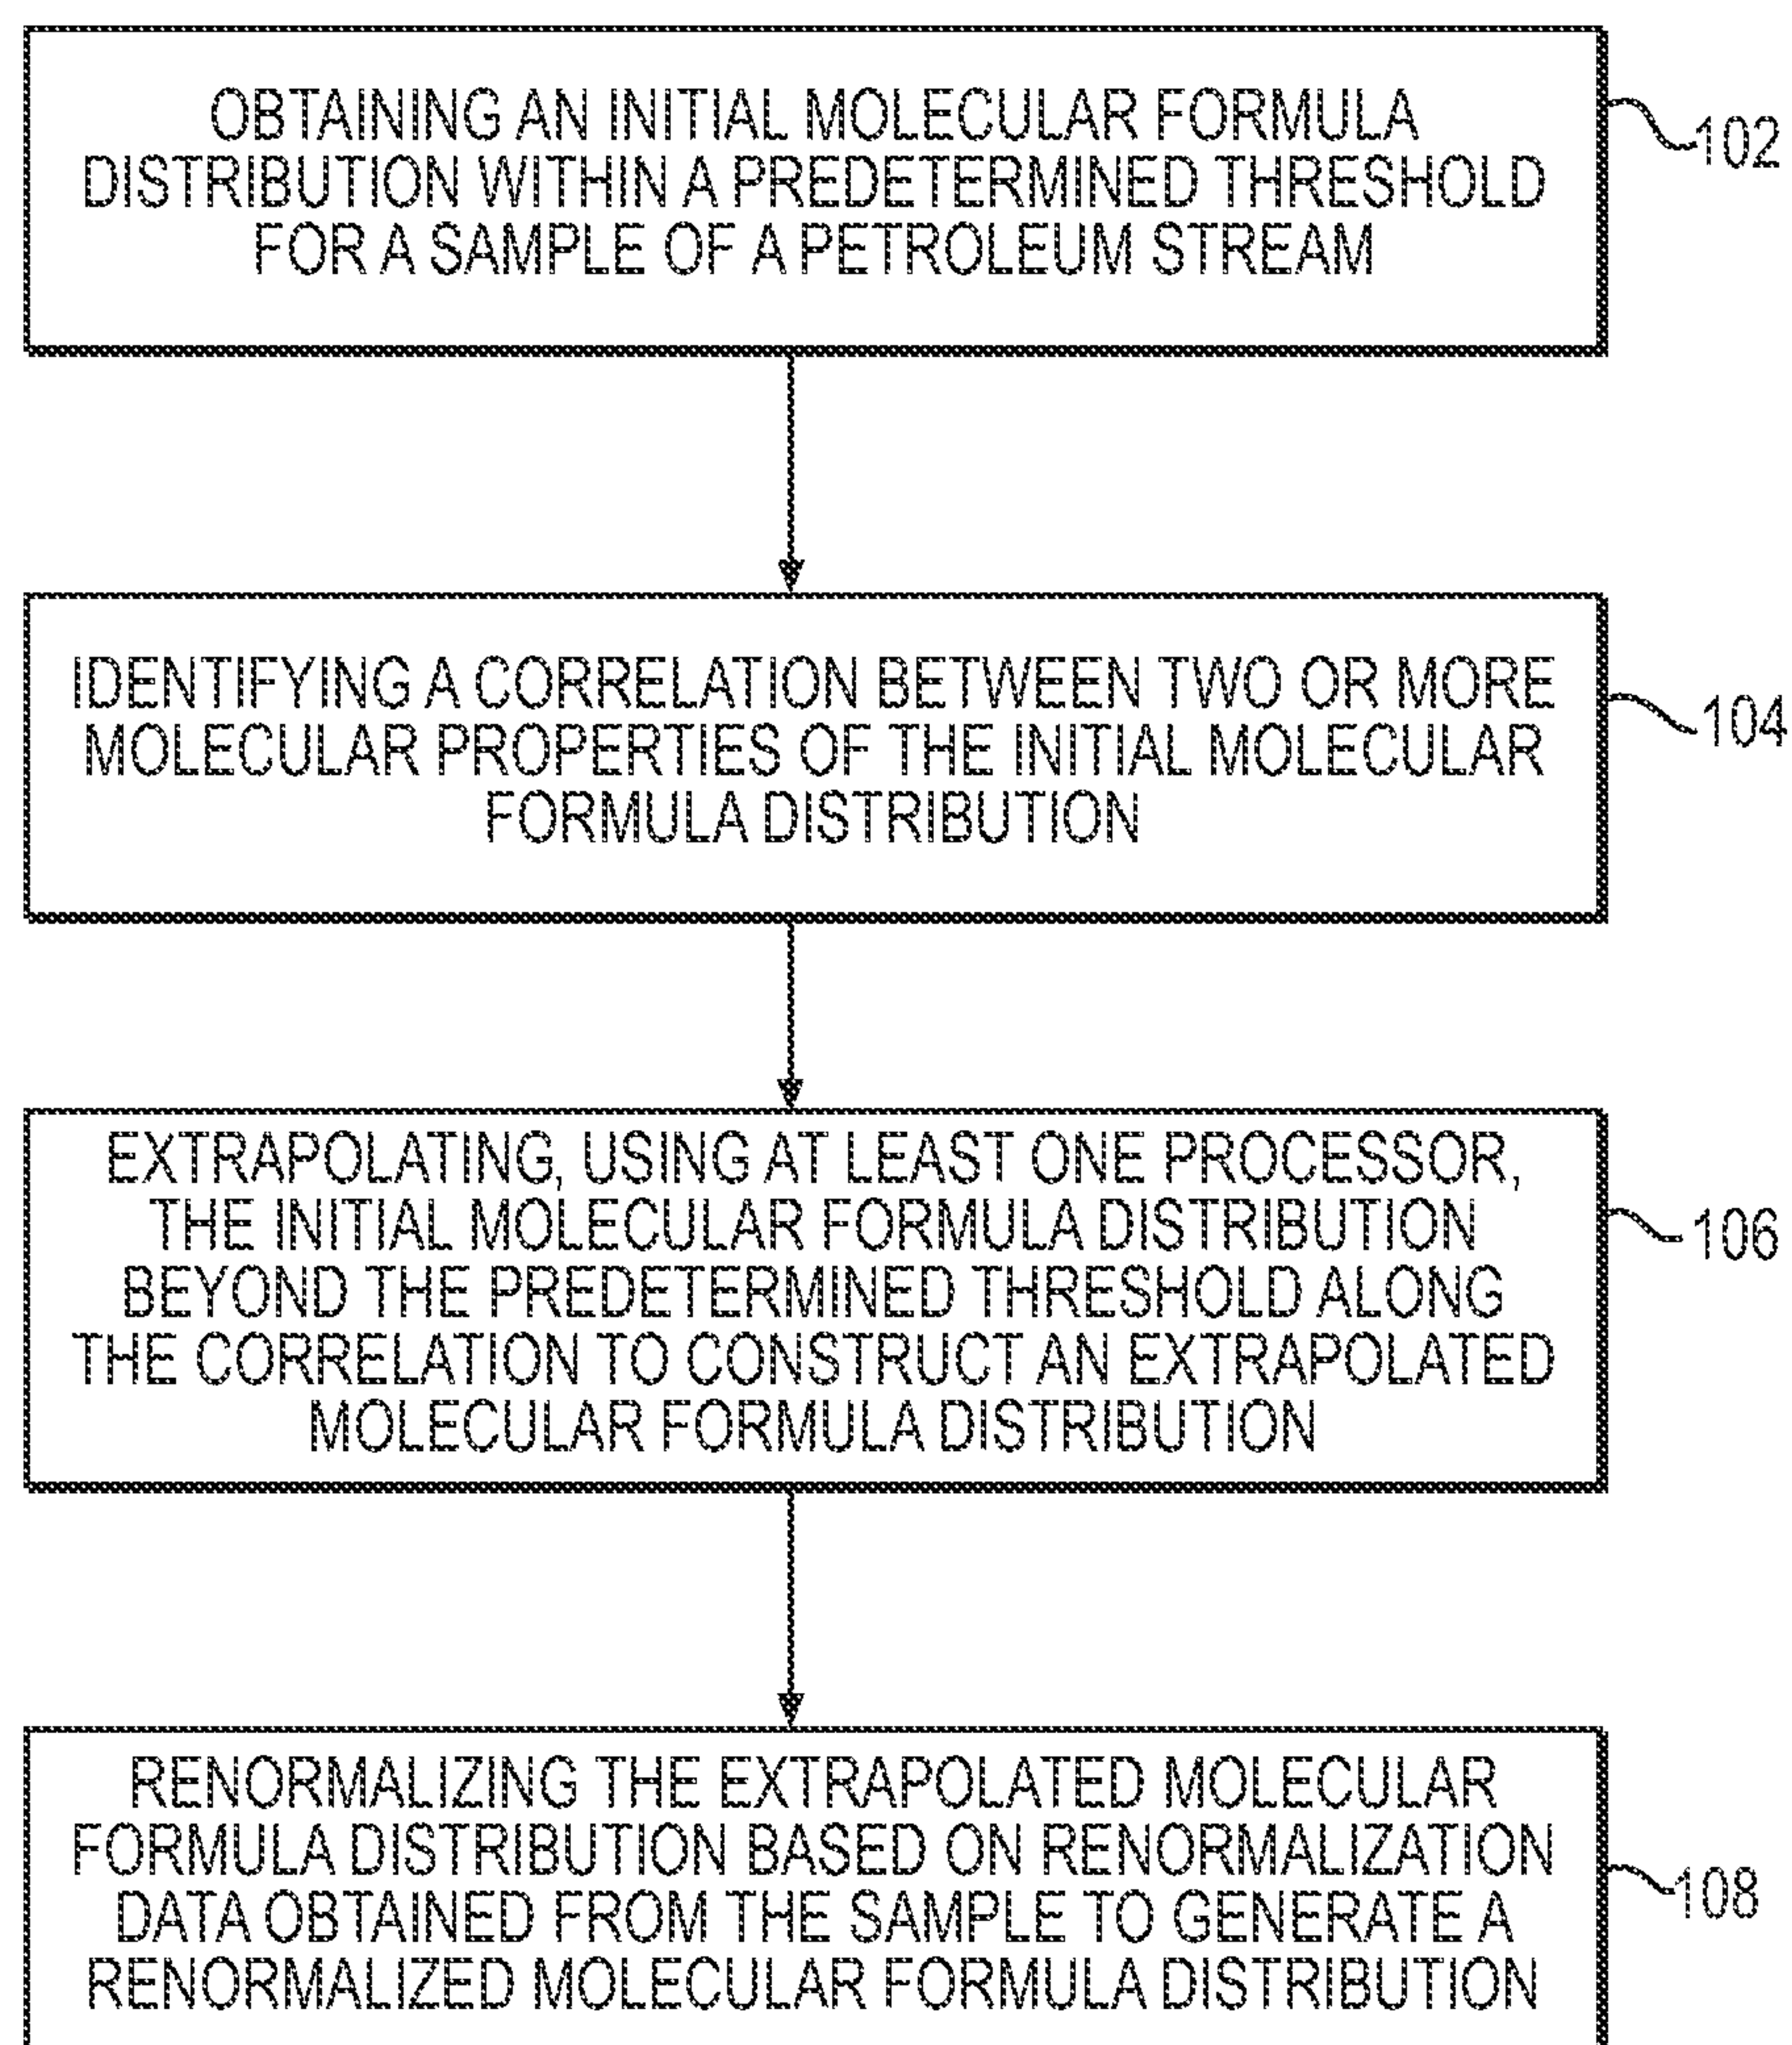 OBTAINING AN INITIAL MOLECULAR FORMULA
DISTRIBUTION WITHIN A PREDETERMINED THRESHOLD
FOR A SAMPLE OF A PETROLEUM STREAM
102
IDENTIFYING A CORRELATION BETWEEN TWO OR MORE
MOLECULAR PROPERTIES OF THE INITIAL MOLECULAR
FORMULA DISTRIBUTION
104
EXTRAPOLATING, USING AT LEAST ONE PROCESSOR,
THE INITIAL MOLECULAR FORMULA DISTRIBUTION
BEYOND THE PREDETERMINED THRESHOLD ALONG
THE CORRELATION TO CONSTRUCT AN EXTRAPOLATED
MOLECULAR FORMULA DISTRIBUTION
106
RENORMALIZING THE EXTRAPOLATED MOLECULAR
FORMULA DISTRIBUTION BASED ON RENORMALIZATION
DATA OBTAINED FROM THE SAMPLE TO GENERATE A
RENORMALIZED MOLECULAR FORMULA DISTRIBUTION
108